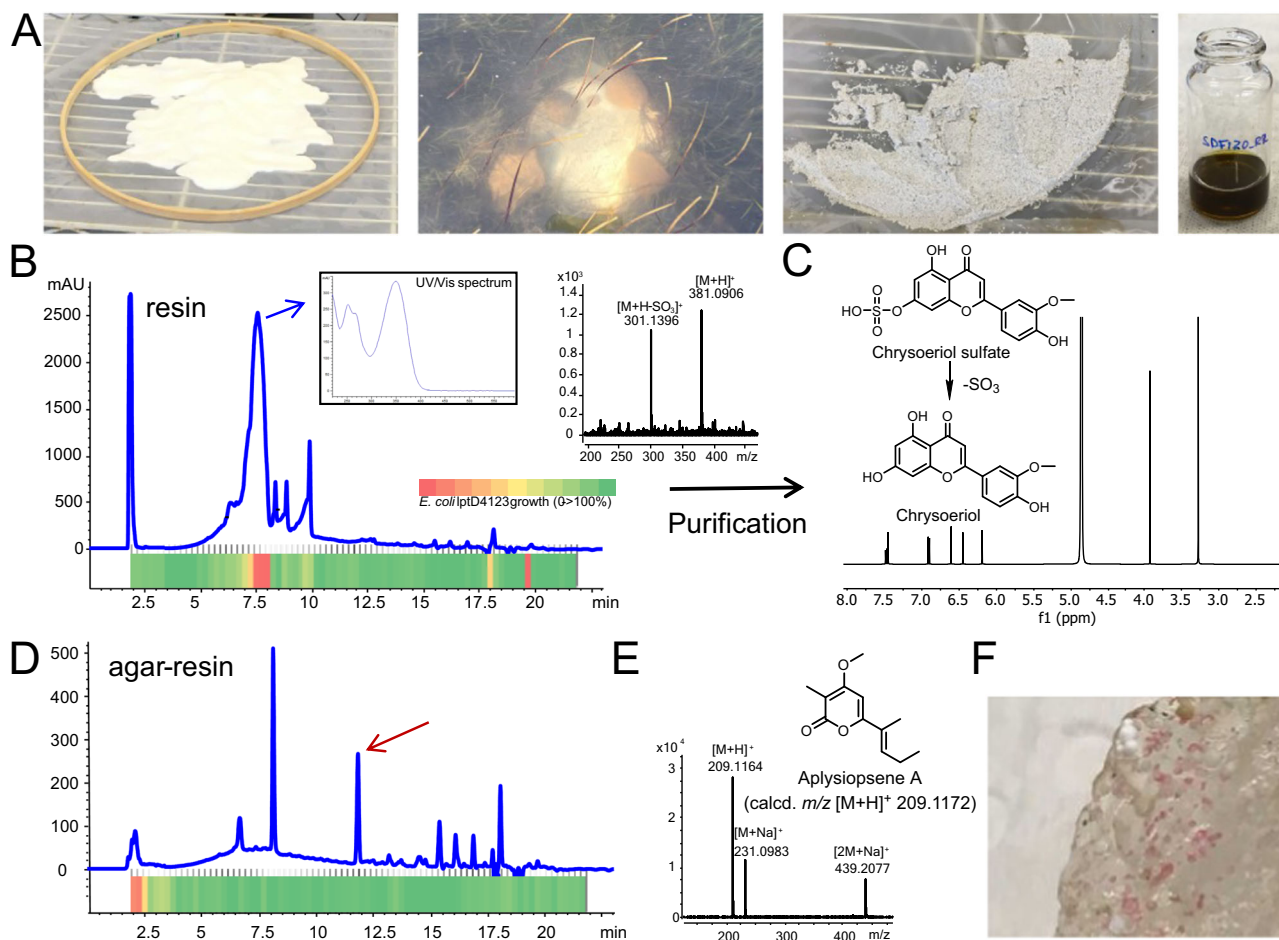 A
SDF120_RR
B
mAU
resin
2500
2000
1500
1000
500
0
2.5
5.0
7.5
10
12.5
15
17.5
20
min
UV/Vis spectrum
E. coli lptD4123 growth (0->100%)
x10³
1.4
1.2
1
0.8
0.6
0.4
0.2
0
[M+H]⁺
381.0906
[M+H-SO₃]⁺
301.1396
200
250
300
350
400
m/z
Purification
C
OH
O
O
HO
S
O
O
O
O
OH
Chrysoeriol sulfate
-SO₃
OH
O
HO
O
O
OH
Chrysoeriol
8.0
7.5
6.5
6.0
5.5
5.0
4.5
4.0
3.5
3.0
2.5
f1 (ppm)
D
agar-resin
500
400
300
200
100
0
2.5
5.0
7.5
10
12.5
15
17.5
20
min
E
O
O
O
Aplysiopsene A
(calcd. m/z [M+H]⁺ 209.1172)
x10⁴
3
2
1
0
[M+H]⁺
209.1164
[M+Na]⁺
231.0983
[2M+Na]⁺
439.2077
200
300
400
m/z
F